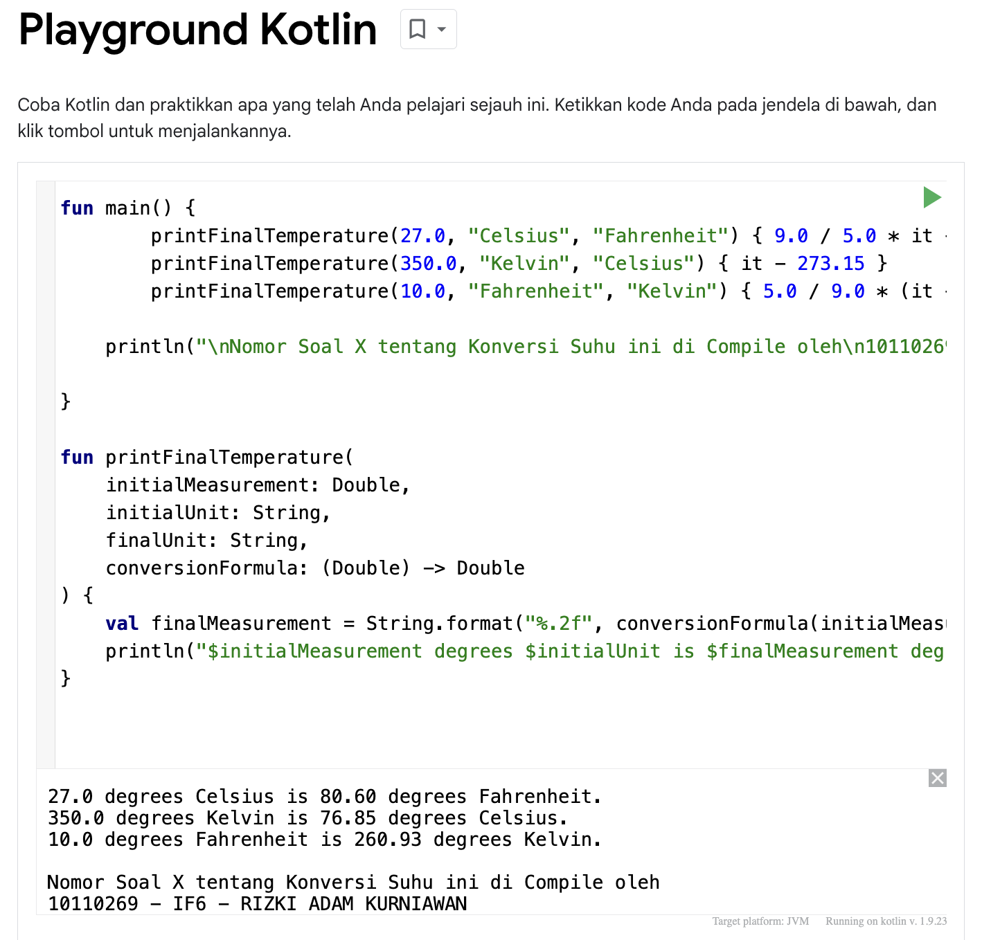 Playground Kotlin
Coba Kotlin dan praktikkan apa yang telah Anda pelajari sejauh ini. Ketikkan kode Anda pada jendela di bawah, dan
klik tombol untuk menjalankannya.
fun main() {
        printFinalTemperature(27.0, "Celsius", "Fahrenheit") { 9.0 / 5.0 * it
        printFinalTemperature(350.0, "Kelvin", "Celsius") { it - 273.15 }
        printFinalTemperature(10.0, "Fahrenheit", "Kelvin") { 5.0 / 9.0 * (it
    println("\nNomor Soal X tentang Konversi Suhu ini di Compile oleh\n1011026
}
fun printFinalTemperature(
    initialMeasurement: Double,
    initialUnit: String,
    finalUnit: String,
    conversionFormula: (Double) -> Double
) {
    val finalMeasurement = String.format("%.2f", conversionFormula(initialMeas
    println("$initialMeasurement degrees $initialUnit is $finalMeasurement deg
}
27.0 degrees Celsius is 80.60 degrees Fahrenheit.
350.0 degrees Kelvin is 76.85 degrees Celsius.
10.0 degrees Fahrenheit is 260.93 degrees Kelvin.
Nomor Soal X tentang Konversi Suhu ini di Compile oleh
10110269 - IF6 - RIZKI ADAM KURNIAWAN
Target platform: JVM Running on kotlin v. 1.9.23